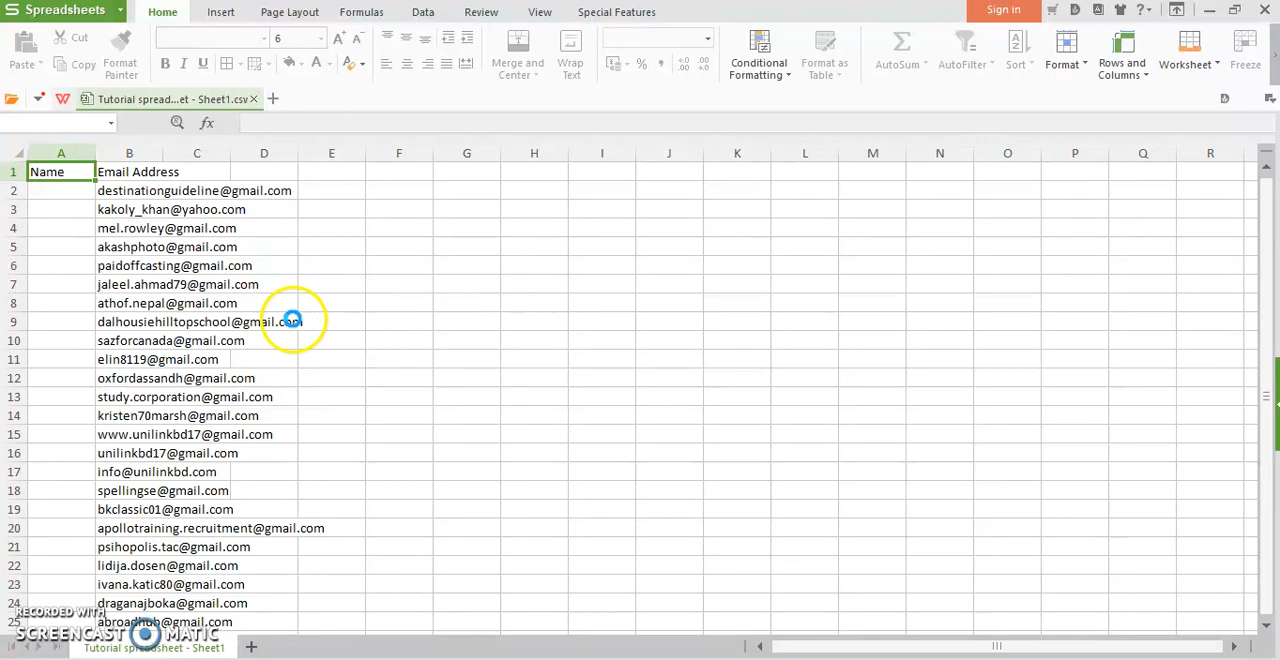 Spreadsheets Home Insert Page Layout Formulas Data Review View Special Features Sign in
Paste Cut Copy Format Painter
6
B I U
Merge and Center Wrap Text
Conditional Formatting Format as Table AutoSum AutoFilter Sort Format Rows and Columns Worksheet Freeze
Tutorial spread...et - Sheet1.csv
fx
A B C D E F G H I J K L M N O P Q R
1 Name Email Address
2 destinationguideline@gmail.com
3 kakoly_khan@yahoo.com
4 mel.rowley@gmail.com
5 akashphoto@gmail.com
6 paidoffcasting@gmail.com
7 jaleel.ahmad79@gmail.com
8 athof.nepal@gmail.com
9 dalhousiehilltopschool@gmail.com
10 sazforcanada@gmail.com
11 elin8119@gmail.com
12 oxfordassandh@gmail.com
13 study.corporation@gmail.com
14 kristen70marsh@gmail.com
15 www.unilinkbd17@gmail.com
16 unilinkbd17@gmail.com
17 info@unilinkbd.com
18 spellingse@gmail.com
19 bkclassic01@gmail.com
20 apollotraining.recruitment@gmail.com
21 psihopolis.tac@gmail.com
22 lidija.dosen@gmail.com
23 ivana.katic80@gmail.com
24 draganajboka@gmail.com
25 abroadhub@gmail.com
RECORDED WITH
SCREENCAST MATIC
Tutorial spreadsheet - Sheet1